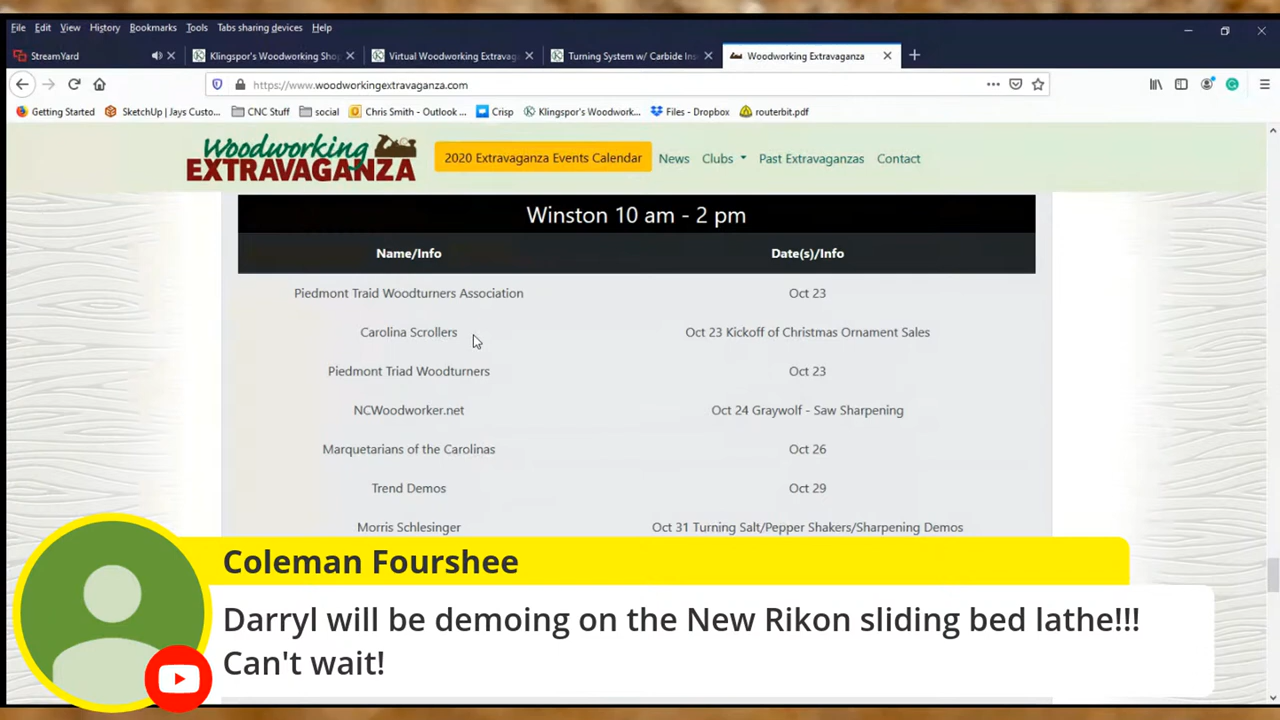 File Edit View History Bookmarks Tools Tabs sharing devices Help
StreamYard Klingspor's Woodworking Sho Virtual Woodworking Extravag Turning System w/ Carbide Ins Woodworking Extravaganza
https://www.woodworkingextravaganza.com
Getting Started SketchUp | Jays Custo... CNC Stuff social Chris Smith - Outlook ... Crisp Klingspor's Woodwork... Files - Dropbox routerbit.pdf
Woodworking EXTRAVAGANZA 2020 Extravaganza Events Calendar News Clubs Past Extravaganzas Contact
Winston 10 am - 2 pm
Name/Info Date(s)/Info
Piedmont Traid Woodturners Association Oct 23
Carolina Scrollers Oct 23 Kickoff of Christmas Ornament Sales
Piedmont Triad Woodturners Oct 23
NCWoodworker.net Oct 24 Graywolf - Saw Sharpening
Marquetarians of the Carolinas Oct 26
Trend Demos Oct 29
Morris Schlesinger Oct 31 Turning Salt/Pepper Shakers/Sharpening Demos
Coleman Fourshee
Darryl will be demoing on the New Rikon sliding bed lathe!!!
Can't wait!